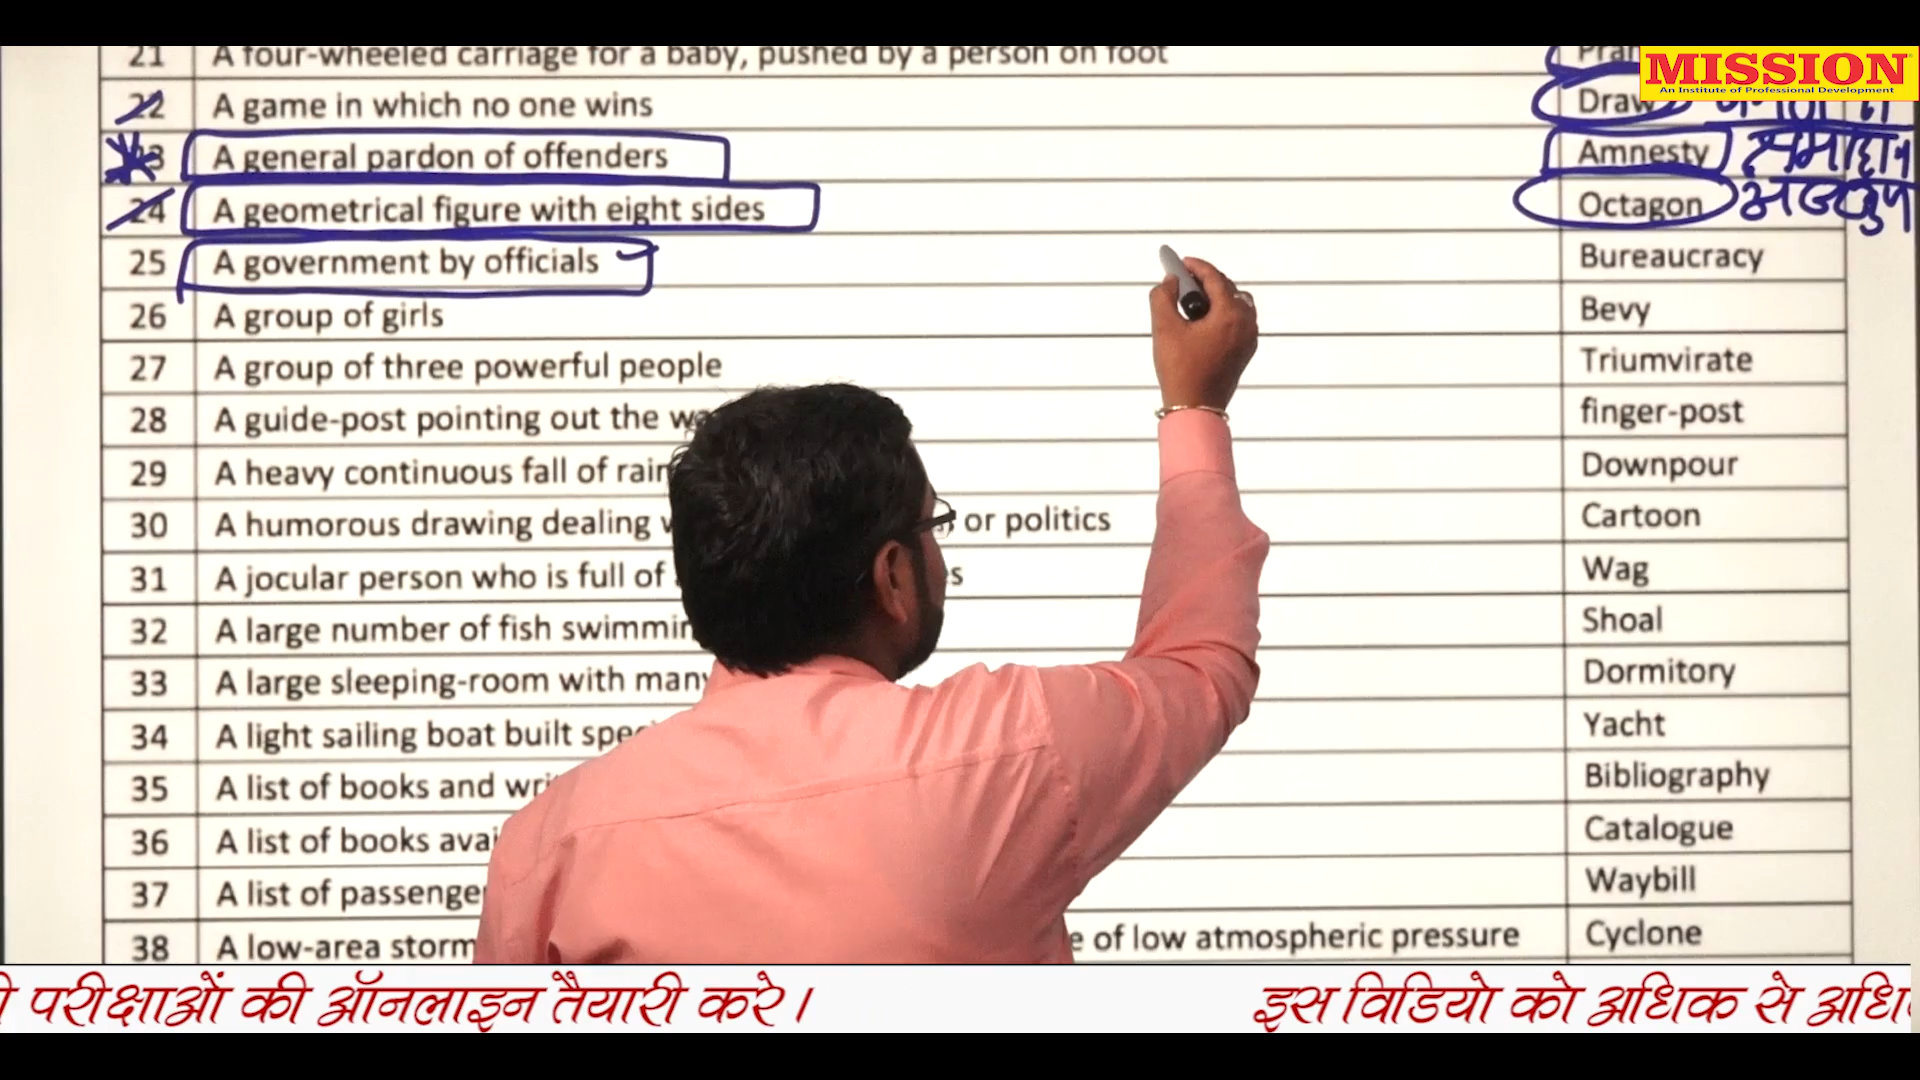 21 A four-wheeled carriage for a baby, pushed by a person on foot
MISSION
An Institute of Professional Development
22 A game in which no one wins Draw
23 A general pardon of offenders Amnesty
24 A geometrical figure with eight sides Octagon
25 A government by officials Bureaucracy
26 A group of girls Bevy
27 A group of three powerful people Triumvirate
28 A guide-post pointing out the finger-post
29 A heavy continuous fall of rain Downpour
30 A humorous drawing dealing or politics Cartoon
31 A jocular person who is full of Wag
32 A large number of fish Shoal
33 A large sleeping-room with many Dormitory
34 A light sailing boat built Yacht
35 A list of books and Bibliography
36 A list of books Catalogue
37 A list of Waybill
38 A low-area storm of low atmospheric pressure Cyclone
परीक्षाओं की ऑनलाइन तैयारी करे। इस विडियो को अधिक से